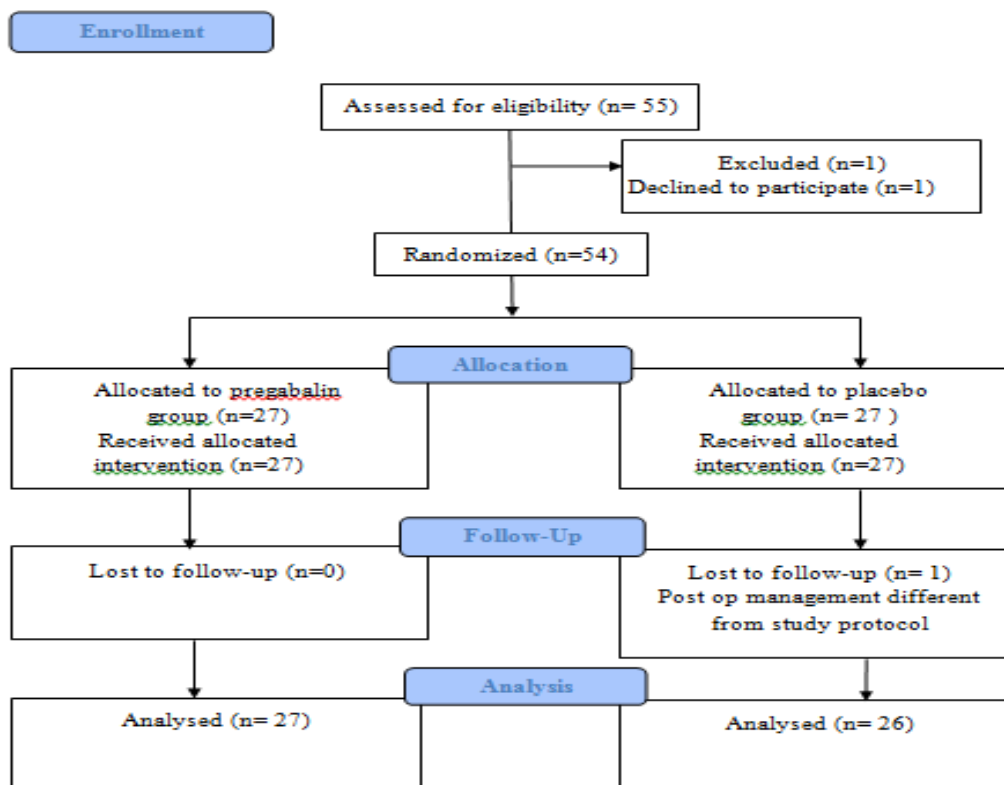 Enrollment
Assessed for eligibility (n= 55)
Excluded (n=1)
Declined to participate (n=1)
Randomized (n=54)
Allocation
Allocated to pregabalin
group (n=27)
Received allocated
intervention (n=27)
Allocated to placebo
group (n= 27 )
Received allocated
intervention (n=27)
Follow-Up
Lost to follow-up (n=0)
Lost to follow-up (n= 1)
Post op management different
from study protocol
Analysis
Analysed (n= 27)
Analysed (n= 26)